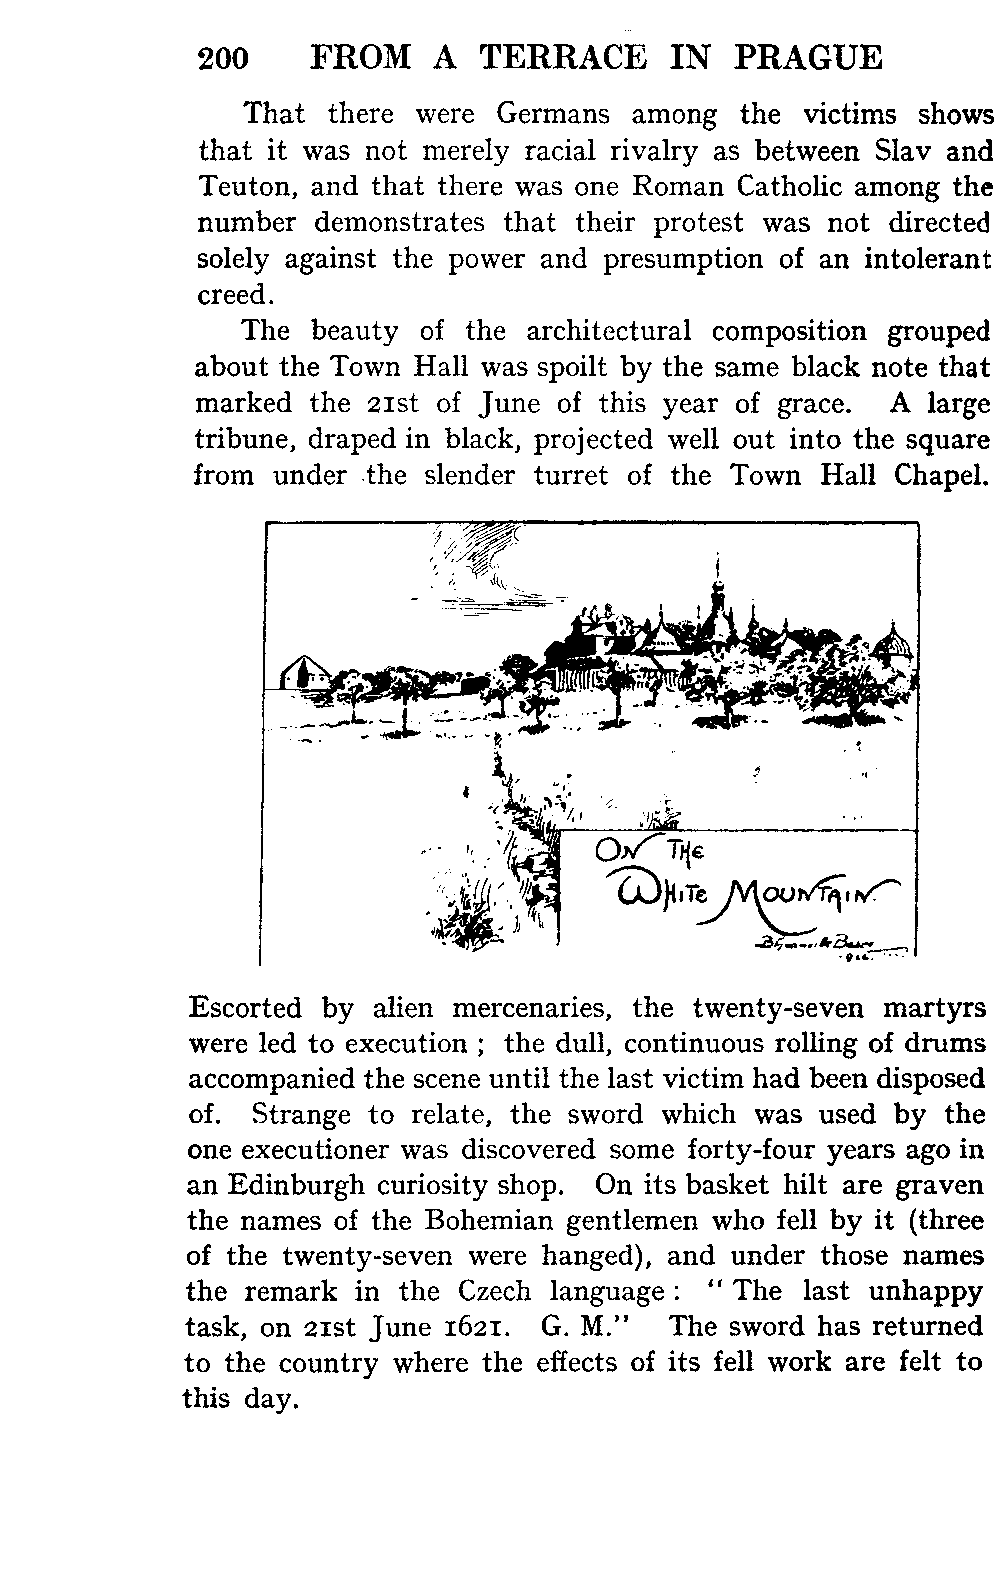 200 FROM A TERRACE IN PRAGUE
That there were Germans among the victims shows
that it was not merely racial rivalry as between Slav and
Teuton, and that there was one Roman Catholic among the
number demonstrates that their protest was not directed
solely against the power and presumption of an intolerant
creed.
The beauty of the architectural composition grouped
about the Town Hall was spoilt by the same black note that
marked the 21st of June of this year of grace. A large
tribune, draped in black, projected well out into the square
from under the slender turret of the Town Hall Chapel.
ON THE
WHITE MOUNTAIN
Escorted by alien mercenaries, the twenty-seven martyrs
were led to execution ; the dull, continuous rolling of drums
accompanied the scene until the last victim had been disposed
of. Strange to relate, the sword which was used by the
one executioner was discovered some forty-four years ago in
an Edinburgh curiosity shop. On its basket hilt are graven
the names of the Bohemian gentlemen who fell by it (three
of the twenty-seven were hanged), and under those names
the remark in the Czech language : “ The last unhappy
task, on 21st June 1621. G. M.” The sword has returned
to the country where the effects of its fell work are felt to
this day.